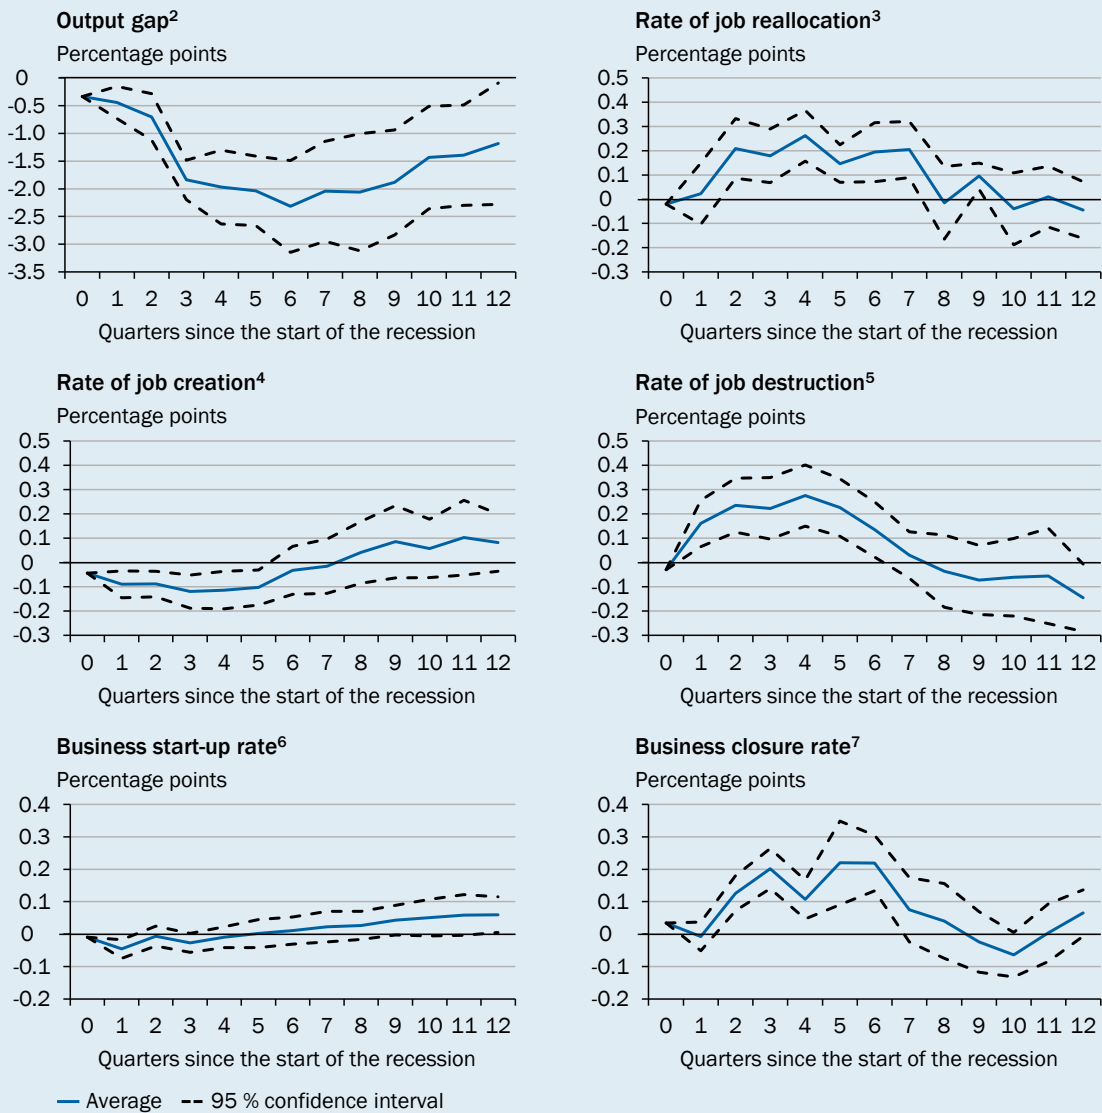 Output gap²
Percentage points
0
-0.5
-1.0
-1.5
-2.0
-2.5
-3.0
-3.5
0 1 2 3 4 5 6 7 8 9 10 11 12
Quarters since the start of the recession
Rate of job reallocation³
Percentage points
0.5
0.4
0.3
0.2
0.1
0
-0.1
-0.2
-0.3
0 1 2 3 4 5 6 7 8 9 10 11 12
Quarters since the start of the recession
Rate of job creation⁴
Percentage points
0.5
0.4
0.3
0.2
0.1
0
-0.1
-0.2
-0.3
0 1 2 3 4 5 6 7 8 9 10 11 12
Quarters since the start of the recession
Rate of job destruction⁵
Percentage points
0.5
0.4
0.3
0.2
0.1
0
-0.1
-0.2
-0.3
0 1 2 3 4 5 6 7 8 9 10 11 12
Quarters since the start of the recession
Business start-up rate⁶
Percentage points
0.4
0.3
0.2
0.1
0
-0.1
-0.2
0 1 2 3 4 5 6 7 8 9 10 11 12
Quarters since the start of the recession
Business closure rate⁷
Percentage points
0.4
0.3
0.2
0.1
0
-0.1
-0.2
0 1 2 3 4 5 6 7 8 9 10 11 12
Quarters since the start of the recession
Average 95 % confidence interval